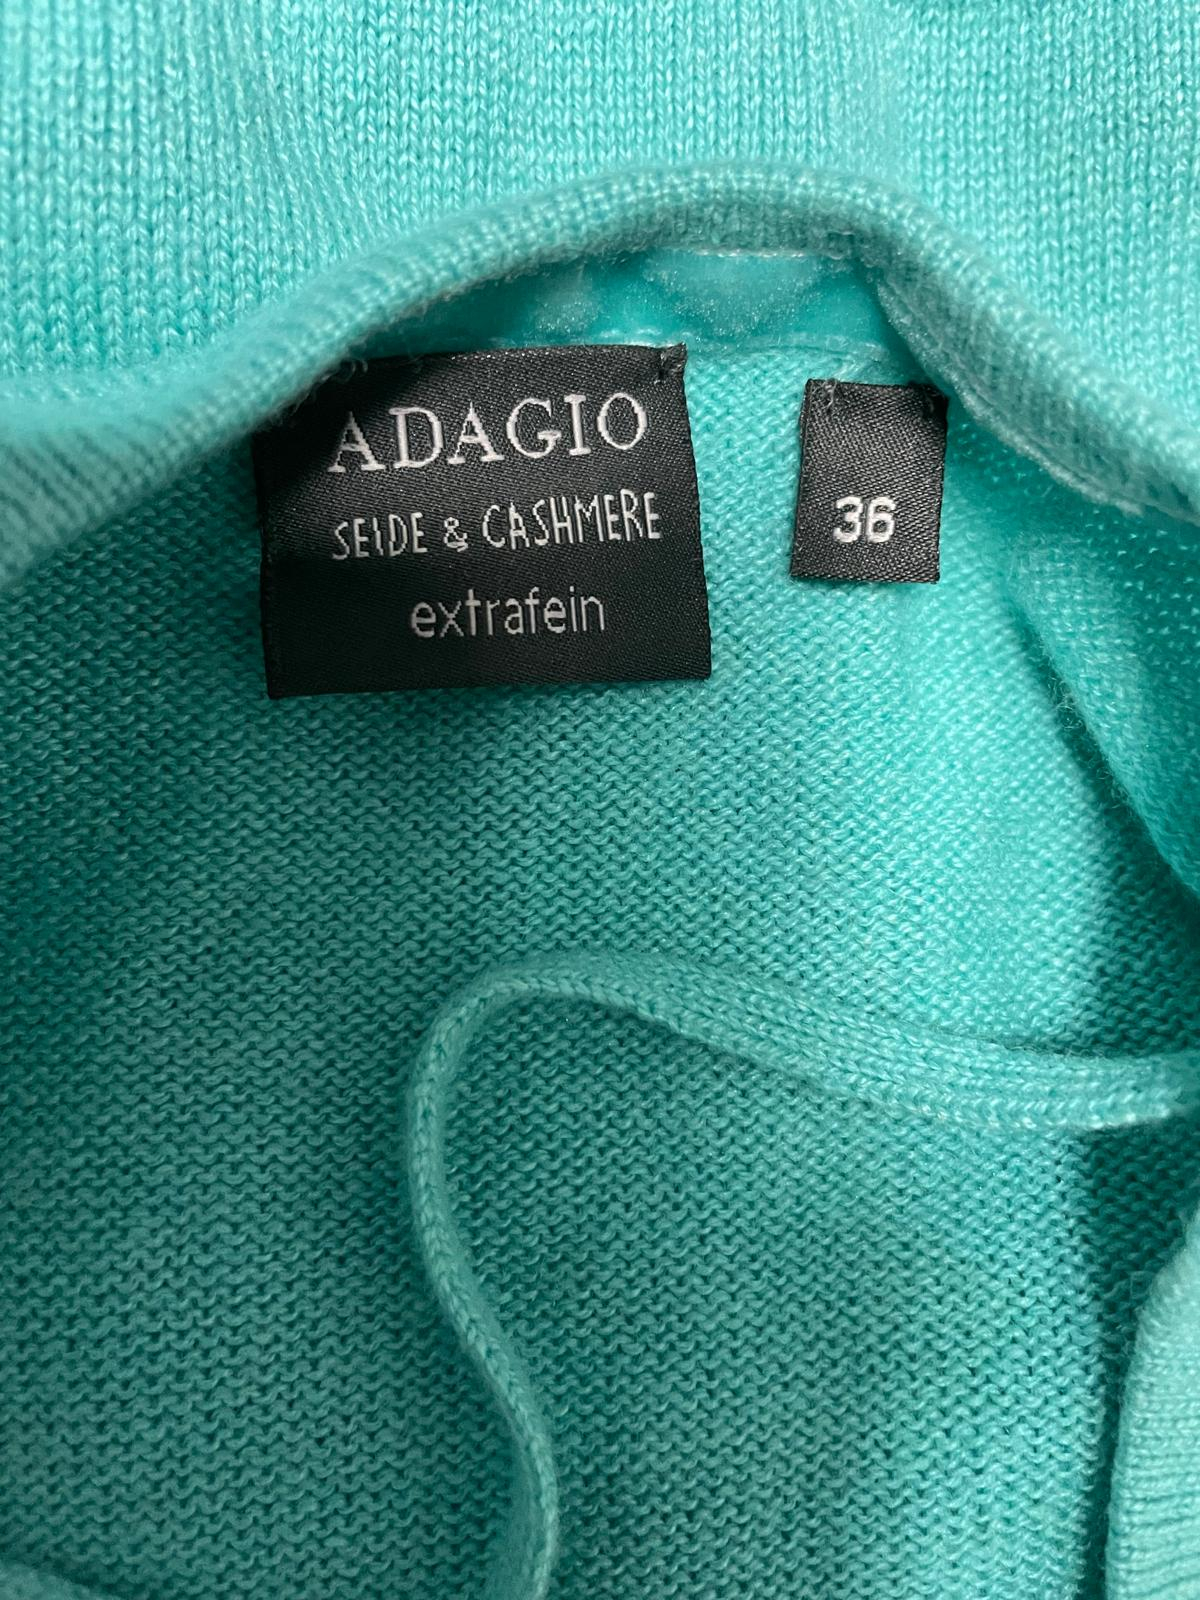 ADAGIO
SEIDE & CASHMERE
extrafein
36